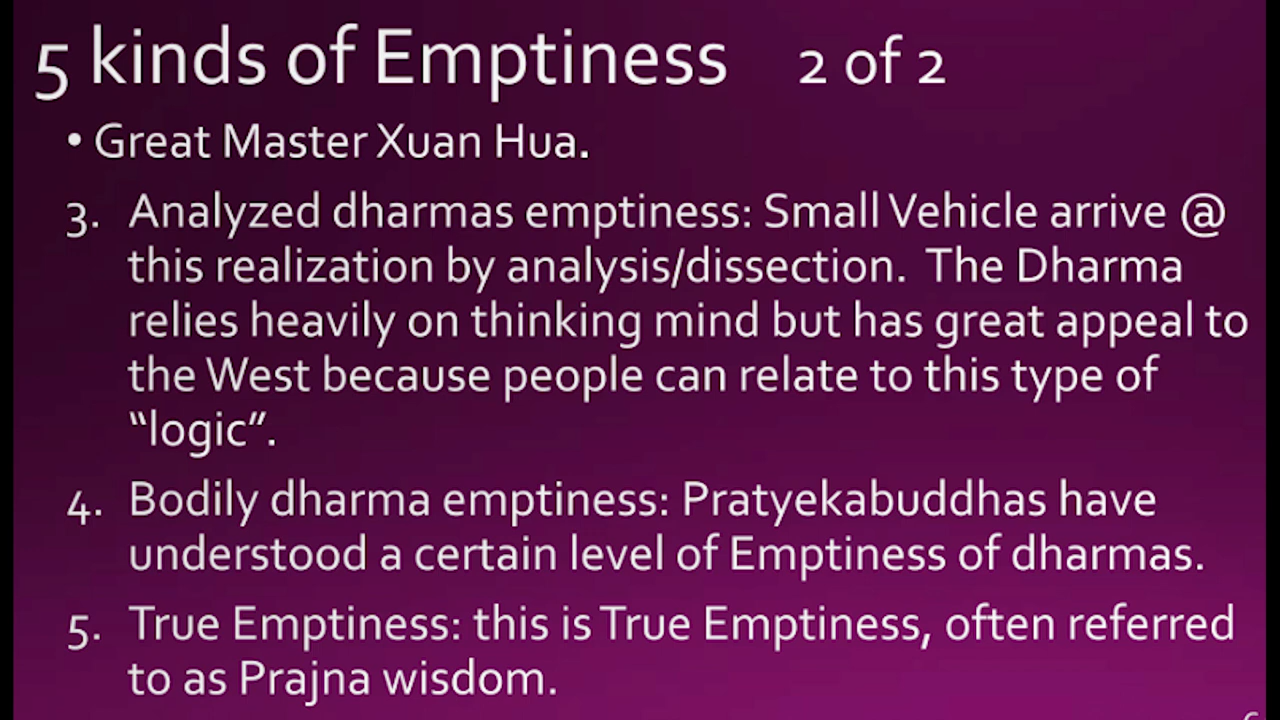 5 kinds of Emptiness 2 of 2
• Great Master Xuan Hua.
3. Analyzed dharmas emptiness: Small Vehicle arrive @
this realization by analysis/dissection. The Dharma
relies heavily on thinking mind but has great appeal to
the West because people can relate to this type of
“logic”.
4. Bodily dharma emptiness: Pratyekabuddhas have
understood a certain level of Emptiness of dharmas.
5. True Emptiness: this is True Emptiness, often referred
to as Prajna wisdom.